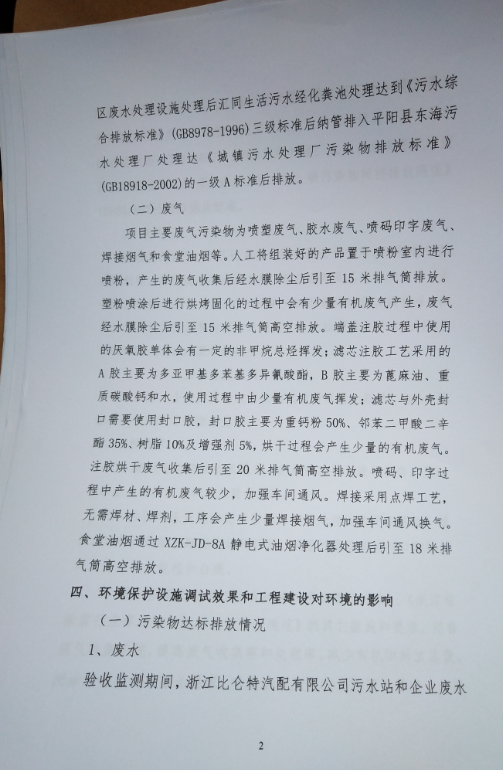 区废水处理设施处理后汇同生活污水经化粪池处理达到《污水综
合排放标准》(GB8978-1996)三级标准后纳管排入平阳县东海污
水处理厂处理达《城镇污水处理厂污染物排放标准》
(GB18918-2002)的一级A标准后排放。
（二）废气
项目主要废气污染物为喷塑废气、胶水废气、喷码印字废气、
焊接烟气和食堂油烟等。人工将组装好的产品置于喷粉室内进行
喷粉，产生的废气收集后经水膜除尘后引至 15 米排气筒排放。
塑粉喷涂后进行烘烤固化的过程中会有少量有机废气产生，废气
经水膜除尘后引至 15 米排气筒高空排放。端盖注胶过程中使用
的厌氧胶单体会有一定的非甲烷总烃挥发；滤芯注胶工艺采用的
A 胶主要为多亚甲基多苯基多异氰酸酯，B 胶主要为蓖麻油、重
质碳酸钙和水，使用过程中由少量有机废气挥发；滤芯与外壳封
口需要使用封口胶，封口胶主要为重钙粉 50%、邻苯二甲酸二辛
酯 35%、树脂 10%及增强剂 5%，烘干过程会产生少量的有机废气。
注胶烘干废气收集后引至 20 米排气筒高空排放。喷码、印字过
程中产生的有机废气较少，加强车间通风。焊接采用点焊工艺，
无需焊材、焊剂，工序会产生少量焊接烟气，加强车间通风换气。
食堂油烟通过 XZK-JD-8A 静电式油烟净化器处理后引至 18 米排
气筒高空排放。
四、环境保护设施调试效果和工程建设对环境的影响
（一）污染物达标排放情况
1、废水
验收监测期间，浙江比仑特汽配有限公司污水站和企业废水
2